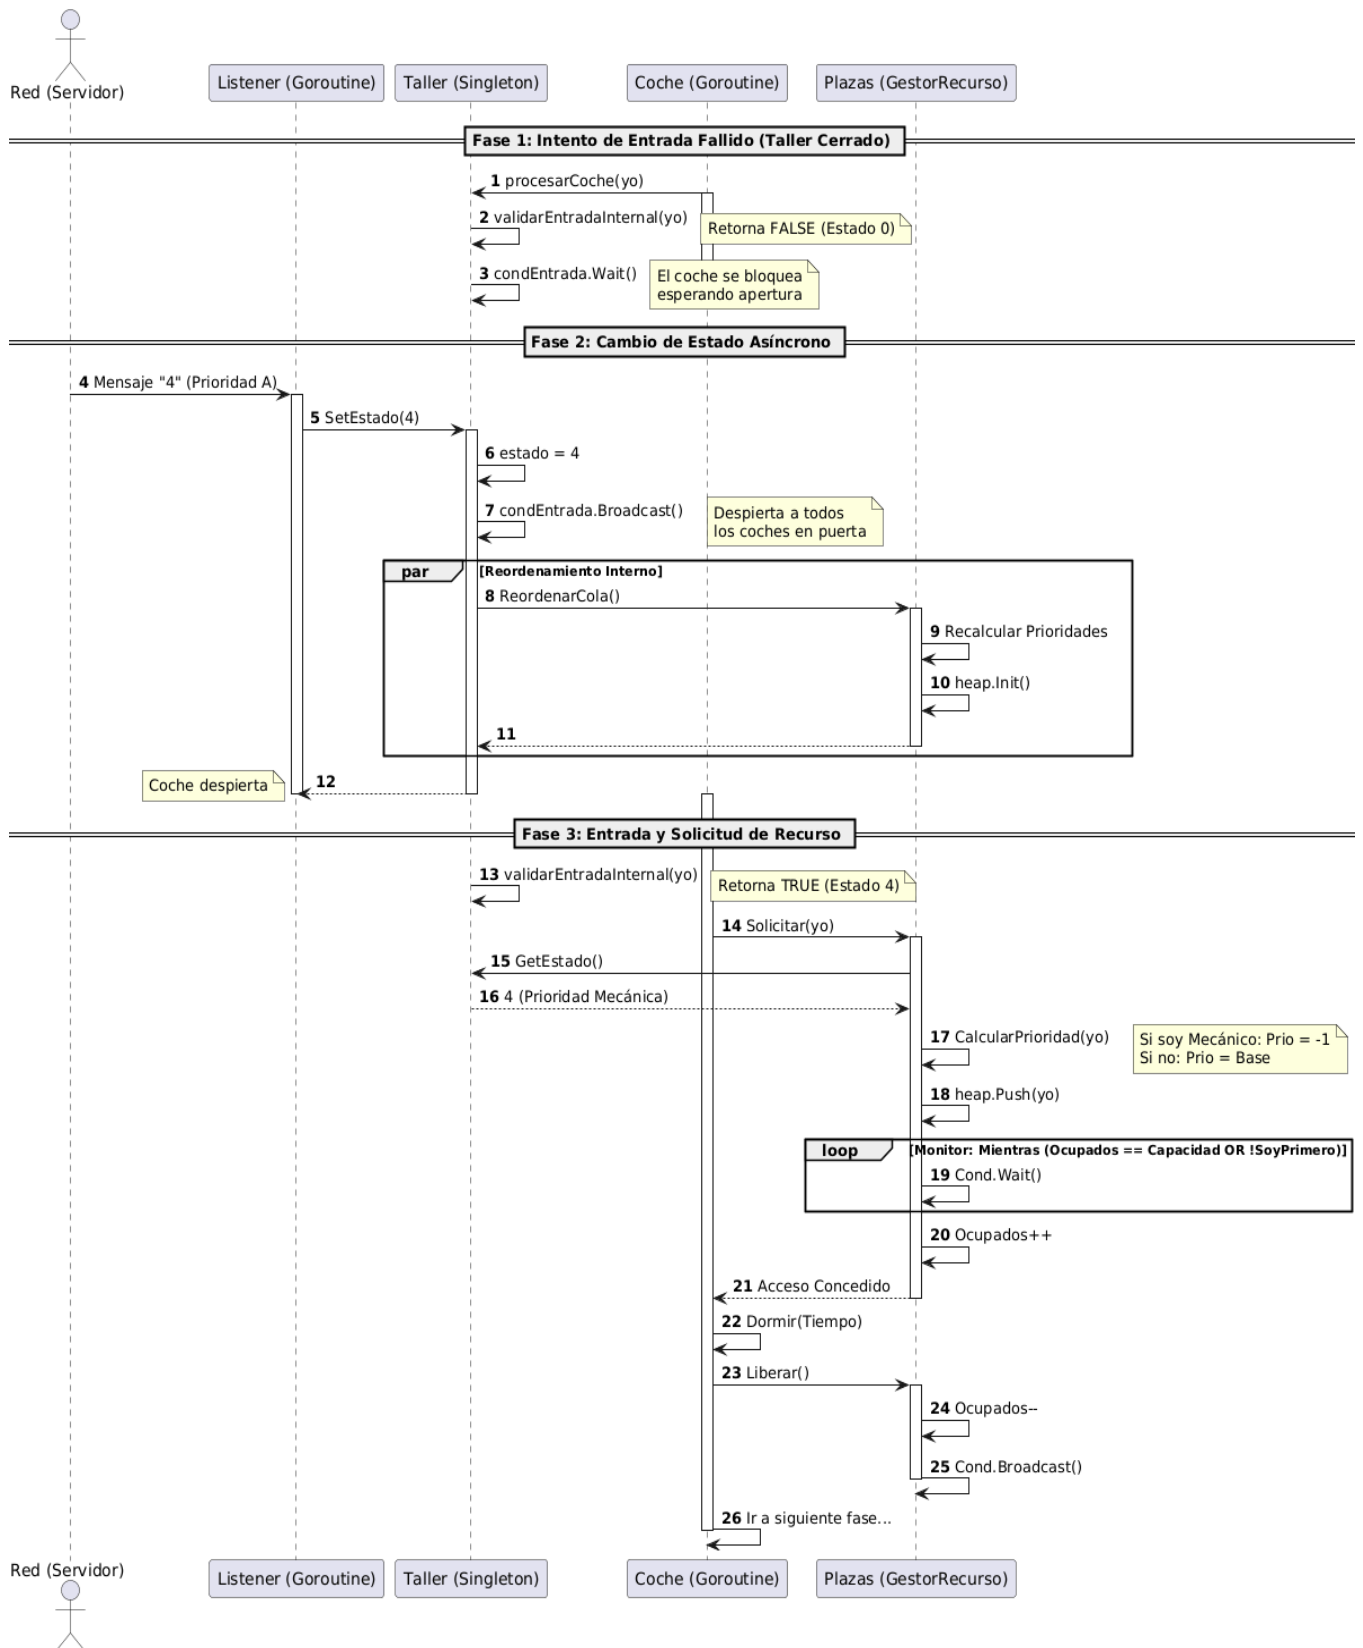 Red (Servidor)
Listener (Goroutine)
Taller (Singleton)
Coche (Goroutine)
Plazas (GestorRecurso)
Fase 1: Intento de Entrada Fallido (Taller Cerrado)
1 procesarCoche(yo)
2 validarEntradaInternal(yo)
Retorna FALSE (Estado 0)
3 condEntrada.Wait()
El coche se bloquea
esperando apertura
Fase 2: Cambio de Estado Asíncrono
4 Mensaje "4" (Prioridad A)
5 SetEstado(4)
6 estado = 4
7 condEntrada.Broadcast()
Despierta a todos
los coches en puerta
par
[Reordenamiento Interno]
8 ReordenarCola()
9 Recalcular Prioridades
10 heap.Init()
11
Coche despierta
12
Fase 3: Entrada y Solicitud de Recurso
13 validarEntradaInternal(yo)
Retorna TRUE (Estado 4)
14 Solicitar(yo)
15 GetEstado()
16 4 (Prioridad Mecánica)
17 CalcularPrioridad(yo)
Si soy Mecánico: Prio = -1
Si no: Prio = Base
18 heap.Push(yo)
loop
[Monitor: Mientras (Ocupados == Capacidad OR !SoyPrimero)]
19 Cond.Wait()
20 Ocupados++
21 Acceso Concedido
22 Dormir(Tiempo)
23 Liberar()
24 Ocupados--
25 Cond.Broadcast()
26 Ir a siguiente fase...
Red (Servidor)
Listener (Goroutine)
Taller (Singleton)
Coche (Goroutine)
Plazas (GestorRecurso)